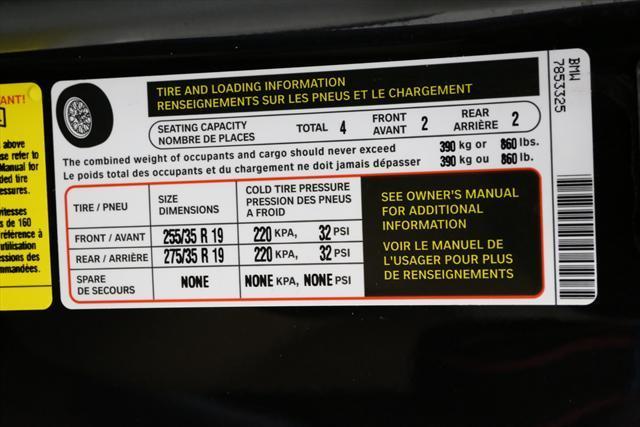 TIRE AND LOADING INFORMATION
RENSEIGNEMENTS SUR LES PNEUS ET LE CHARGEMENT
SEATING CAPACITY
NOMBRE DE PLACES
TOTAL 4
FRONT
AVANT 2
REAR
ARRIÈRE 2
The combined weight of occupants and cargo should never exceed 390 kg or 860 lbs.
Le poids total des occupants et du chargement ne doit jamais dépasser 390 kg ou 860 lb.
TIRE / PNEU
SIZE
DIMENSIONS
COLD TIRE PRESSURE
PRESSION DES PNEUS
A FROID
FRONT / AVANT 255/35 R 19 220 KPA, 32 PSI
REAR / ARRIÈRE 275/35 R 19 220 KPA, 32 PSI
SPARE
DE SECOURS
NONE NONE KPA, NONE PSI
SEE OWNER'S MANUAL
FOR ADDITIONAL
INFORMATION
VOIR LE MANUEL DE
L'USAGER POUR PLUS
DE RENSEIGNEMENTS
BMW
7853325
ANT!
above
se refer to
Manual for
ded tire
essures.
vitesses
s de 160
référence à
utilisation
essions des
mmandées.